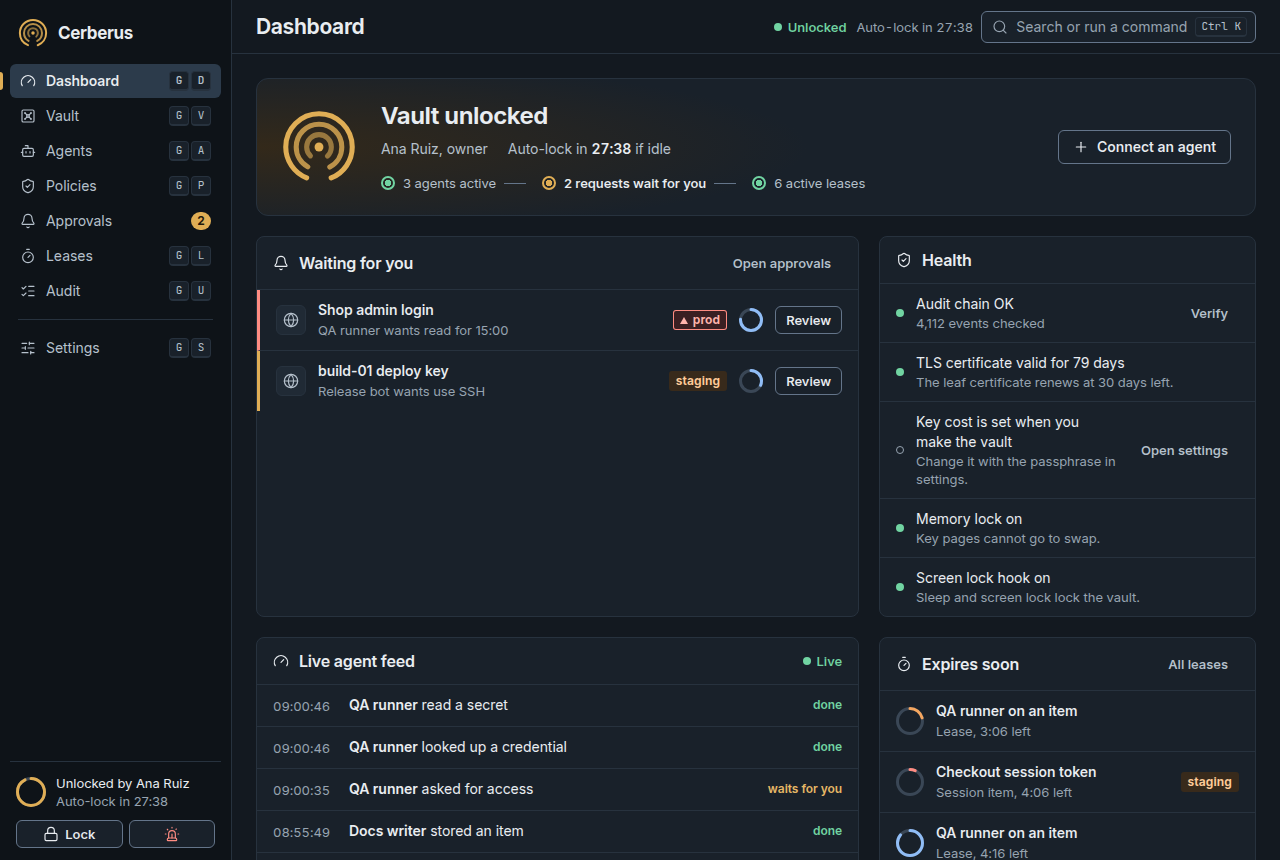 Cerberus
Dashboard G D
Vault G V
Agents G A
Policies G P
Approvals 2
Leases G L
Audit G U
Settings G S
Unlocked by Ana Ruiz
Auto-lock in 27:38
Lock
Dashboard
Unlocked Auto-lock in 27:38 Search or run a command Ctrl K
Vault unlocked
Ana Ruiz, owner Auto-lock in 27:38 if idle
3 agents active 2 requests wait for you 6 active leases
Connect an agent
Waiting for you Open approvals
Shop admin login
QA runner wants read for 15:00
prod Review
build-01 deploy key
Release bot wants use SSH
staging Review
Health
Audit chain OK
4,112 events checked
Verify
TLS certificate valid for 79 days
The leaf certificate renews at 30 days left.
Key cost is set when you
make the vault
Change it with the passphrase in
settings.
Open settings
Memory lock on
Key pages cannot go to swap.
Screen lock hook on
Sleep and screen lock lock the vault.
Live agent feed Live
09:00:46 QA runner read a secret done
09:00:46 QA runner looked up a credential done
09:00:35 QA runner asked for access waits for you
08:55:49 Docs writer stored an item done
Expires soon All leases
QA runner on an item
Lease, 3:06 left
Checkout session token
Session item, 4:06 left
staging
QA runner on an item
Lease, 4:16 left